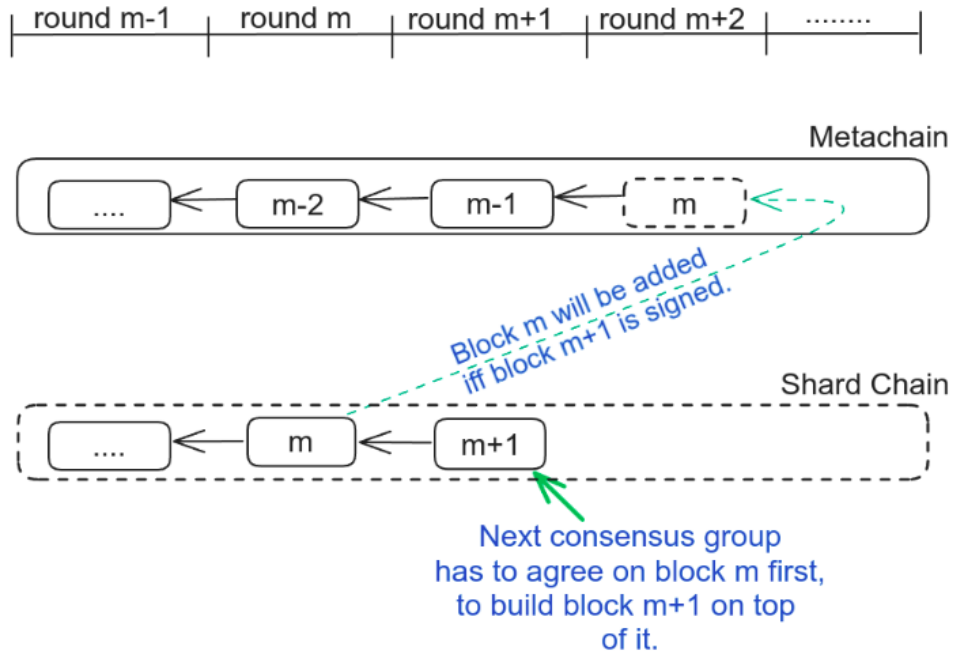 round m-1 round m round m+1 round m+2 ........
Metachain
.... m-2 m-1 m
Block m will be added
iff block m+1 is signed.
Shard Chain
.... m m+1
Next consensus group
has to agree on block m first,
to build block m+1 on top
of it.